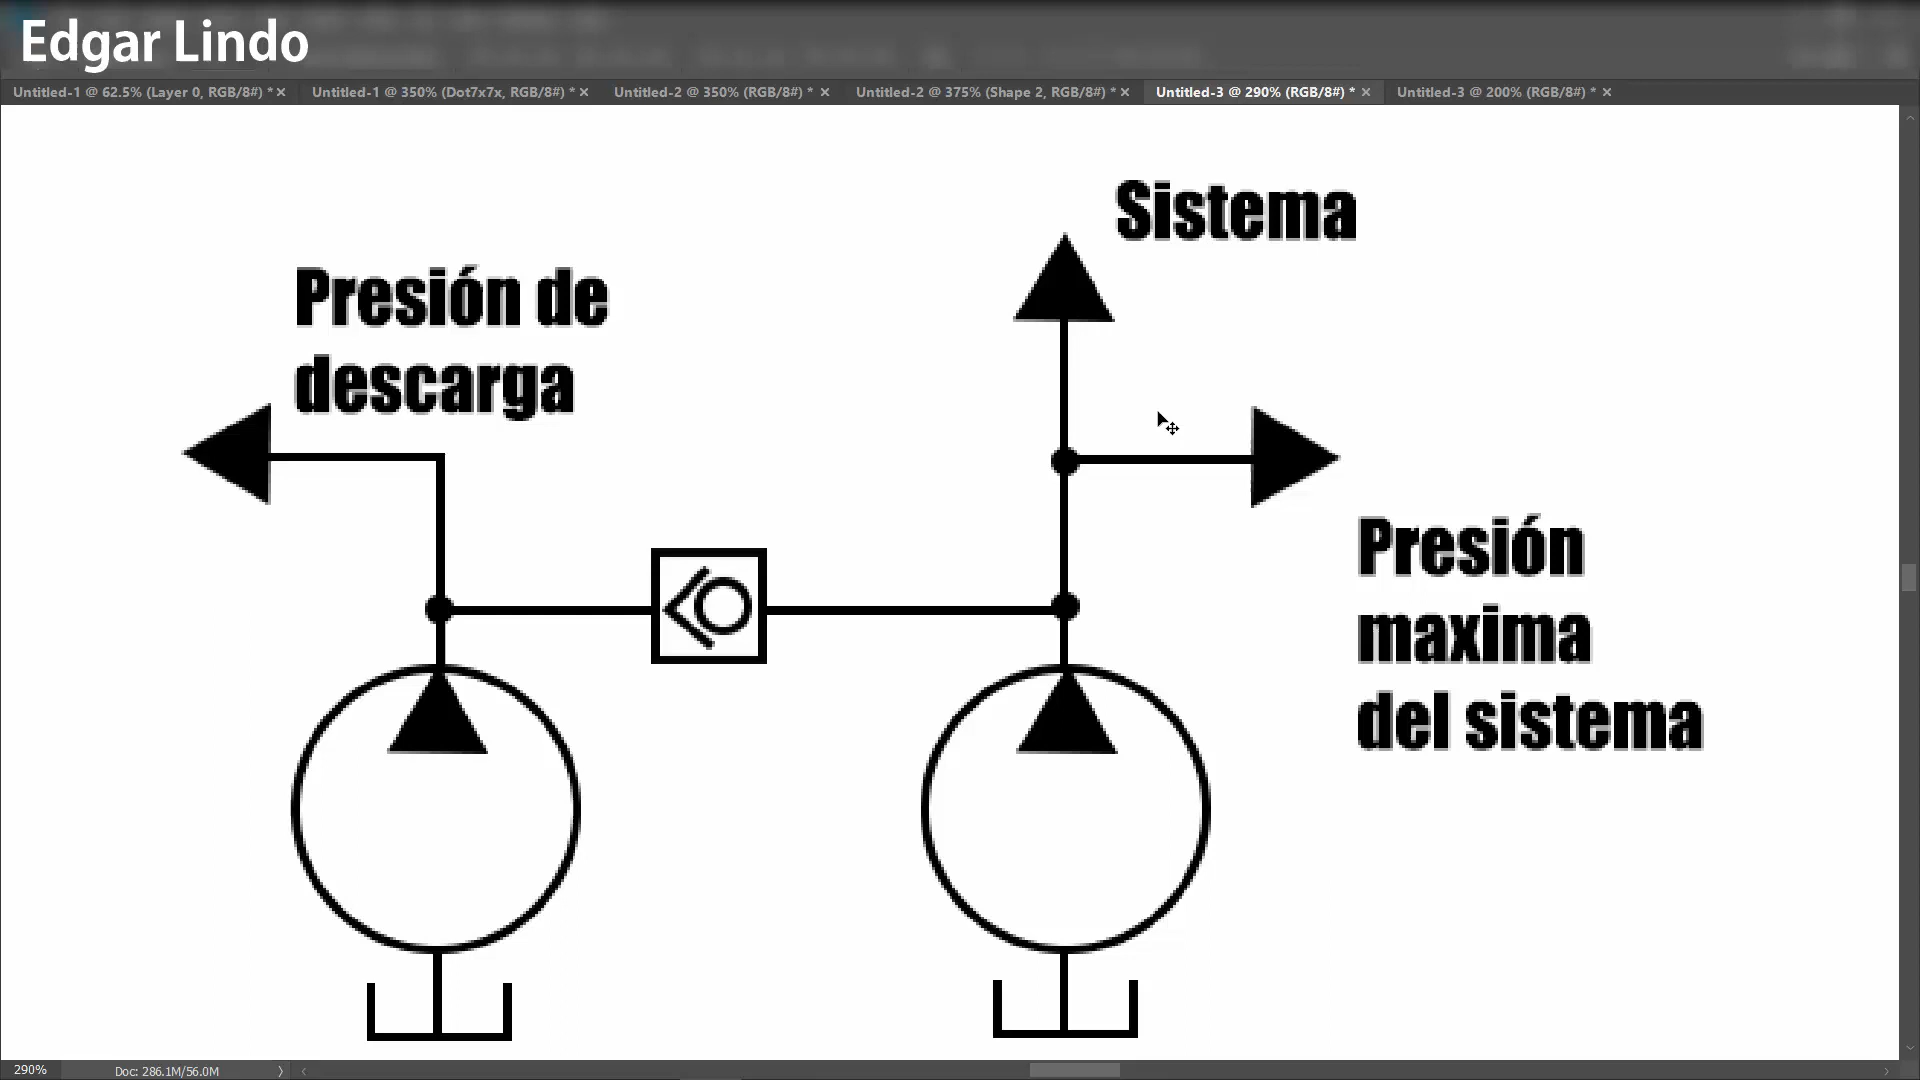 Edgar Lindo
Untitled-1 @ 62.5% (Layer 0, RGB/8#) * ×
Untitled-1 @ 350% (Dot7x7x, RGB/8#) * ×
Untitled-2 @ 350% (RGB/8#) * ×
Untitled-2 @ 375% (Shape 2, RGB/8#) * ×
Untitled-3 @ 290% (RGB/8#) * ×
Untitled-3 @ 200% (RGB/8#) * ×
Sistema
Presión de
descarga
Presión
maxima
del sistema
290%
Doc: 286.1M/56.0M